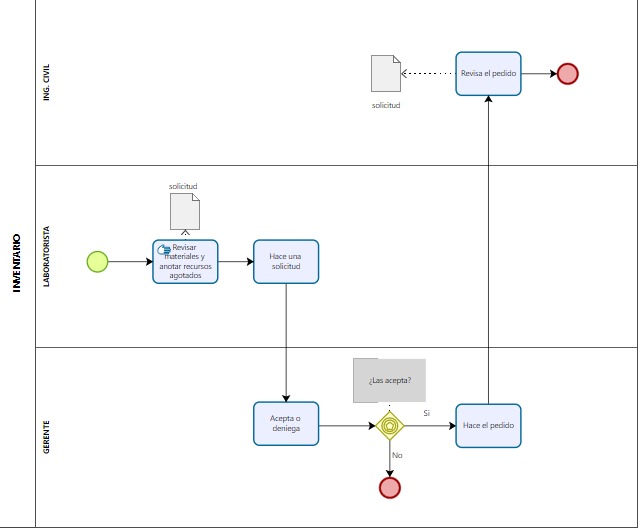 INVENTARIO
ING. CIVIL
solicitud
Revisa el pedido
LABORATORISTA
solicitud
Revisar
materiales y
anotar recursos
agotados
Hace una
solicitud
GERENTE
Acepta o
deniega
¿Las acepta?
Si
No
Hace el pedido